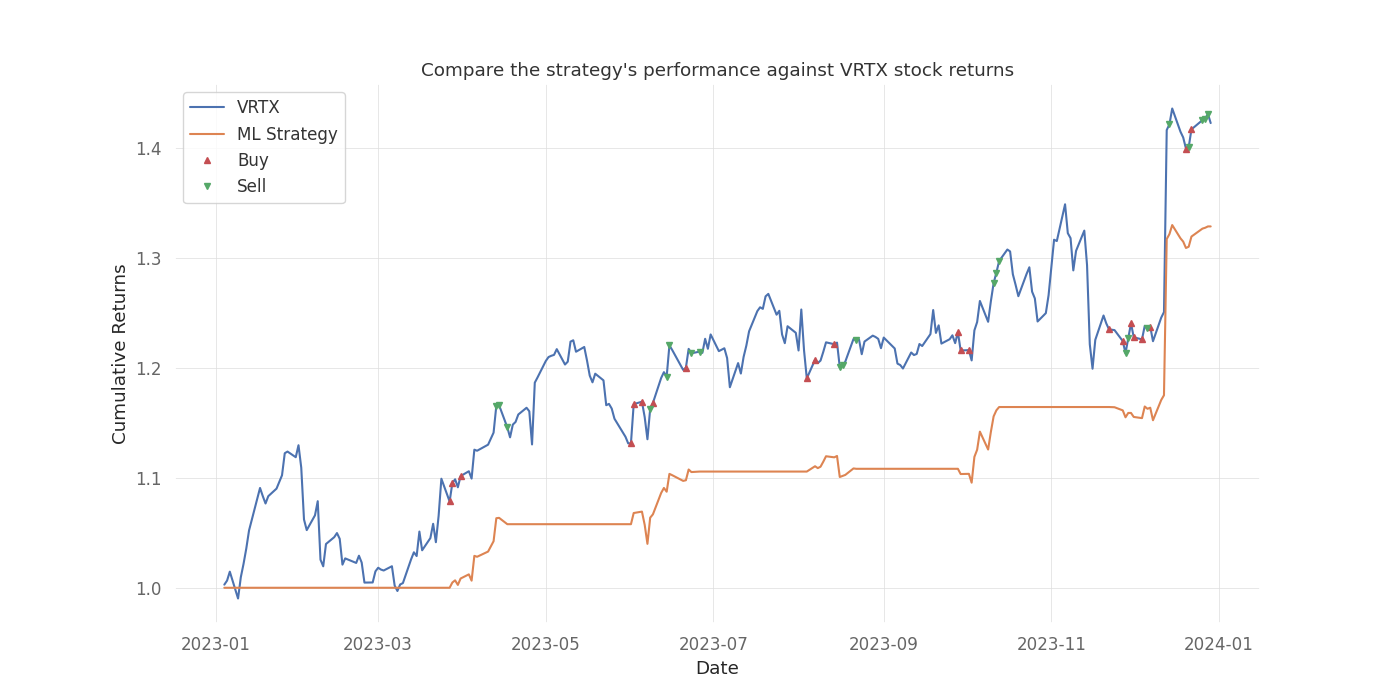 Compare the strategy's performance against VRTX stock returns
VRTX
ML Strategy
Buy
Sell
Cumulative Returns
1.4
1.3
1.2
1.1
1.0
2023-01 2023-03 2023-05 2023-07 2023-09 2023-11 2024-01
Date